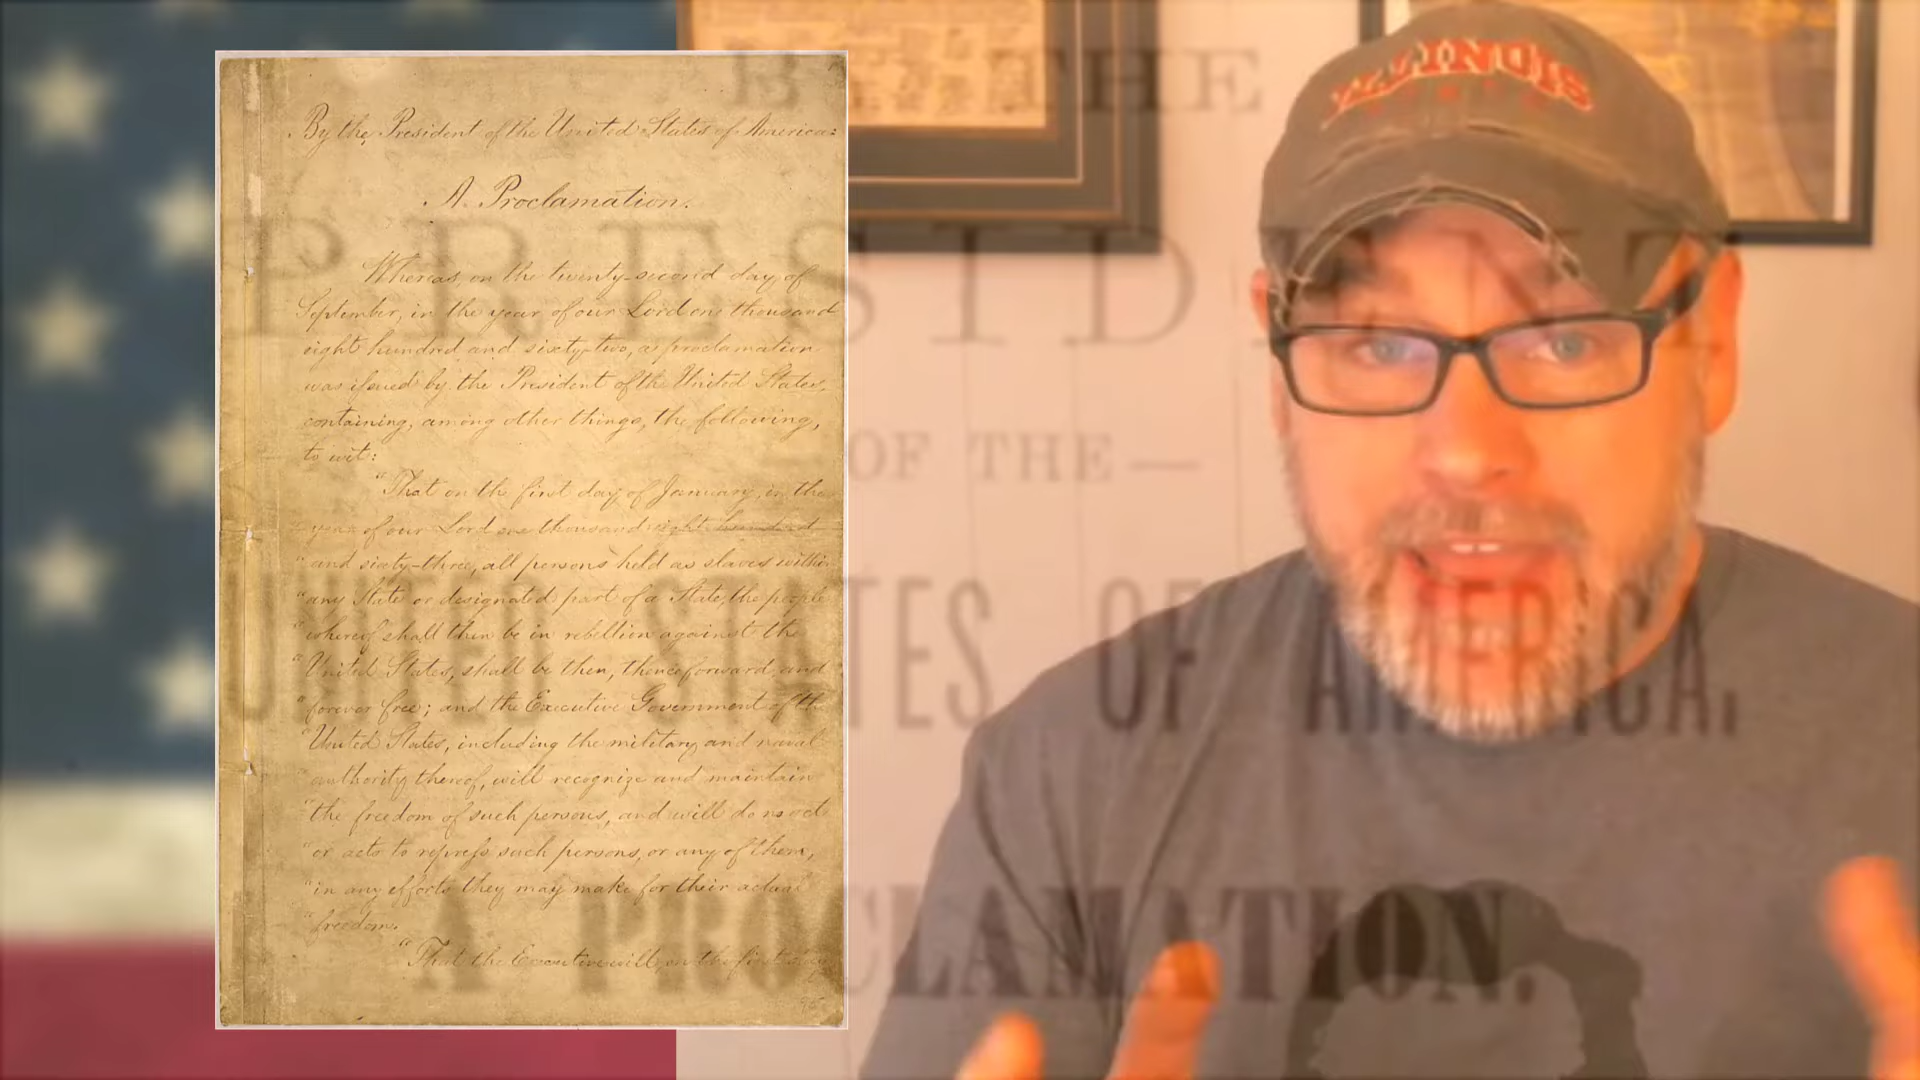 By the President of the United States of America:
A Proclamation.
Whereas, on the twenty-second day of
September, in the year of our Lord one thousand
eight hundred and sixty-two, a proclamation
was issued by the President of the United States,
containing, among other things, the following,
to wit:
"That on the first day of January, in the
"year of our Lord one thousand eight hundred
"and sixty-three, all persons held as slaves within
"any State or designated part of a State, the people
"whereof shall then be in rebellion against the
"United States, shall be then, thenceforward, and
"forever free; and the Executive Government of the
"United States, including the military and naval
"authority thereof, will recognize and maintain
"the freedom of such persons, and will do no act
"or acts to repress such persons, or any of them,
"in any efforts they may make for their actual
"freedom.
"That the Executive will, on the first day
BY THE
PRESIDENT
OF THE—
UNITED STATES OF AMERICA.
A PROCLAMATION.
ILLINOIS